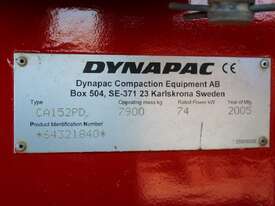 DYNAPAC CE
Dynapac Compaction Equipment AB
Box 504, SE-371 23 Karlskrona Sweden
Type Operating mass kg Rated Power kW Year of Mfg
CA152PD 7900 74 2005
Product Identification Number
*64321840*